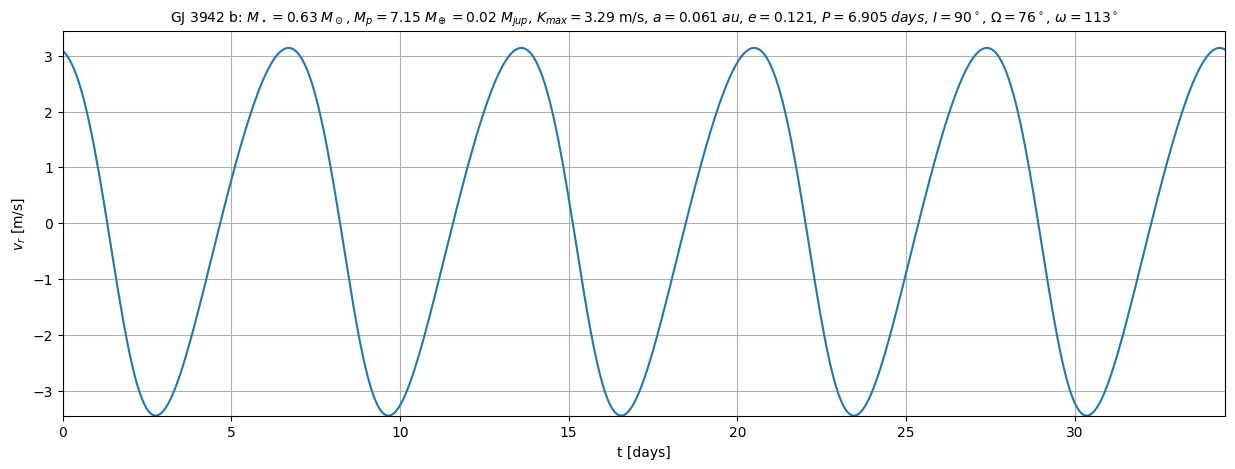 GJ 3942 b: M⋆ = 0.63 M⊙, Mp = 7.15 M⊕ = 0.02 Mjup, Kmax = 3.29 m/s, a = 0.061 au, e = 0.121, P = 6.905 days, I = 90°, Ω = 76°, ω = 113°
3
2
1
0
−1
−2
−3
vr [m/s]
0 5 10 15 20 25 30
t [days]